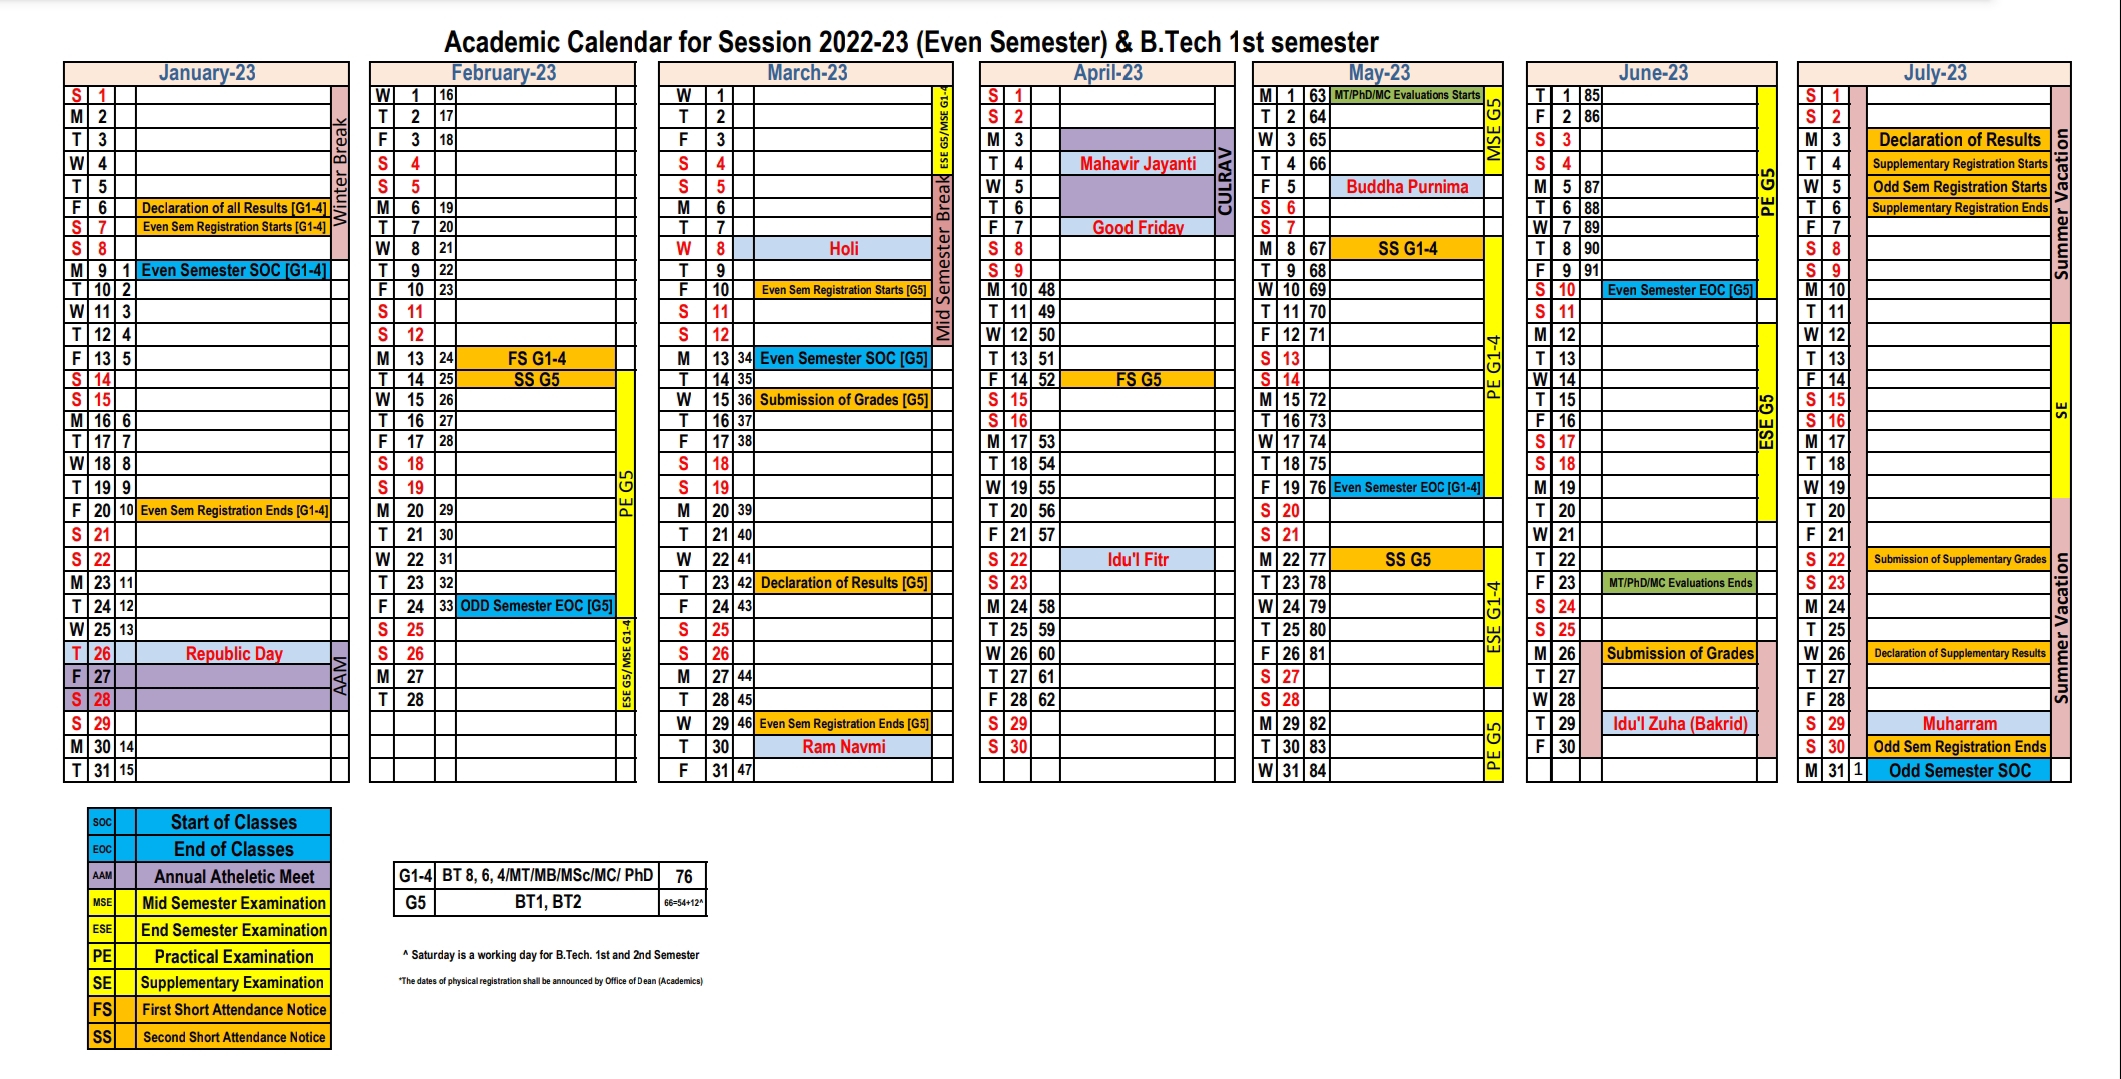 Academic Calendar for Session 2022-23 (Even Semester) & B.Tech 1st semester
January-23
S 1
M 2
T 3
W 4
T 5
F 6 Declaration of all Results [G1-4]
S 7 Even Sem Registration Starts [G1-4]
S 8
M 9 1 Even Semester SOC [G1-4]
T 10 2
W 11 3
T 12 4
F 13 5
S 14
S 15
M 16 6
T 17 7
W 18 8
T 19 9
F 20 10 Even Sem Registration Ends [G1-4]
S 21
S 22
M 23 11
T 24 12
W 25 13
T 26 Republic Day
F 27
S 28
S 29
M 30 14
T 31 15
Winter Break
AAM
February-23
W 1 16
T 2 17
F 3 18
S 4
S 5
M 6 19
T 7 20
W 8 21
T 9 22
F 10 23
S 11
S 12
M 13 24 FS G1-4
T 14 25 SS G5
W 15 26
T 16 27
F 17 28
S 18
S 19
M 20 29
T 21 30
W 22 31
T 23 32
F 24 33 ODD Semester EOC [G5]
S 25
S 26
M 27
T 28
PE G5
ESE G5/MSE G1-4
March-23
W 1
T 2
F 3
S 4
S 5
M 6
T 7
W 8 Holi
T 9
F 10 Even Sem Registration Starts [G5]
S 11
S 12
M 13 34 Even Semester SOC [G5]
T 14 35
W 15 36 Submission of Grades [G5]
T 16 37
F 17 38
S 18
S 19
M 20 39
T 21 40
W 22 41
T 23 42 Declaration of Results [G5]
F 24 43
S 25
S 26
M 27 44
T 28 45
W 29 46 Even Sem Registration Ends [G5]
T 30 Ram Navmi
F 31 47
ESE G5/MSE G1-4
Mid Semester Break
April-23
S 1
S 2
M 3
T 4 Mahavir Jayanti
W 5
T 6
F 7 Good Friday
S 8
S 9
M 10 48
T 11 49
W 12 50
T 13 51
F 14 52 FS G5
S 15
S 16
M 17 53
T 18 54
W 19 55
T 20 56
F 21 57
S 22 Idu'l Fitr
S 23
M 24 58
T 25 59
W 26 60
T 27 61
F 28 62
S 29
S 30
CULRAV
May-23
M 1 63 MT/PhD/MC Evaluations Starts
T 2 64
W 3 65
T 4 66
F 5 Buddha Purnima
S 6
S 7
M 8 67 SS G1-4
T 9 68
W 10 69
T 11 70
F 12 71
S 13
S 14
M 15 72
T 16 73
W 17 74
T 18 75
F 19 76 Even Semester EOC [G1-4]
S 20
S 21
M 22 77 SS G5
T 23 78
W 24 79
T 25 80
F 26 81
S 27
S 28
M 29 82
T 30 83
W 31 84
MSE G5
PE G1-4
ESE G1-4
PE G5
June-23
T 1 85
F 2 86
S 3
S 4
M 5 87
T 6 88
W 7 89
T 8 90
F 9 91
S 10 Even Semester EOC [G5]
S 11
M 12
T 13
W 14
T 15
F 16
S 17
S 18
M 19
T 20
W 21
T 22
F 23 MT/PhD/MC Evaluations Ends
S 24
S 25
M 26 Submission of Grades
T 27
W 28
T 29 Idu'l Zuha (Bakrid)
F 30
PE G5
ESE G5
July-23
S 1
S 2
M 3 Declaration of Results
T 4 Supplementary Registration Starts
W 5 Odd Sem Registration Starts
T 6 Supplementary Registration Ends
F 7
S 8
S 9
M 10
T 11
W 12
T 13
F 14
S 15
S 16
M 17
T 18
W 19
T 20
F 21
S 22 Submission of Supplementary Grades
S 23
M 24
T 25
W 26 Declaration of Supplementary Results
T 27
F 28
S 29 Muharram
S 30 Odd Sem Registration Ends
M 31 1 Odd Semester SOC
Summer Vacation
SE
Summer Vacation
SOC Start of Classes
EOC End of Classes
AAM Annual Atheletic Meet
MSE Mid Semester Examination
ESE End Semester Examination
PE Practical Examination
SE Supplementary Examination
FS First Short Attendance Notice
SS Second Short Attendance Notice
G1-4 BT 8, 6, 4/MT/MB/MSc/MC/ PhD 76
G5 BT1, BT2 66=54+12^
^ Saturday is a working day for B.Tech. 1st and 2nd Semester
*The dates of physical registration shall be announced by Office of Dean (Academics)